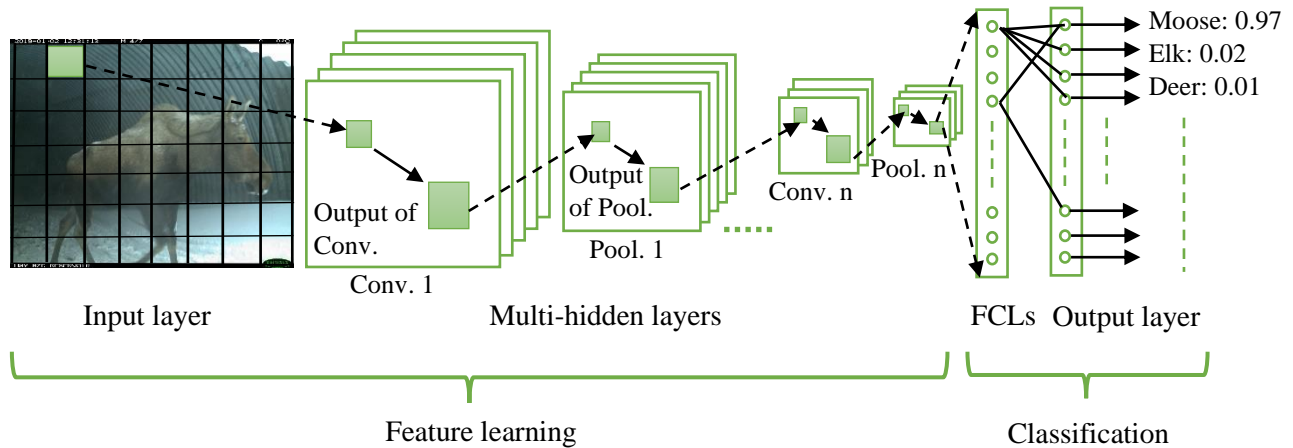 Moose: 0.97
Elk: 0.02
Deer: 0.01
Output of
Conv.
Conv. 1
Output
of Pool.
Pool. 1
Conv. n
Pool. n
Input layer
Multi-hidden layers
FCLs
Output layer
Feature learning
Classification